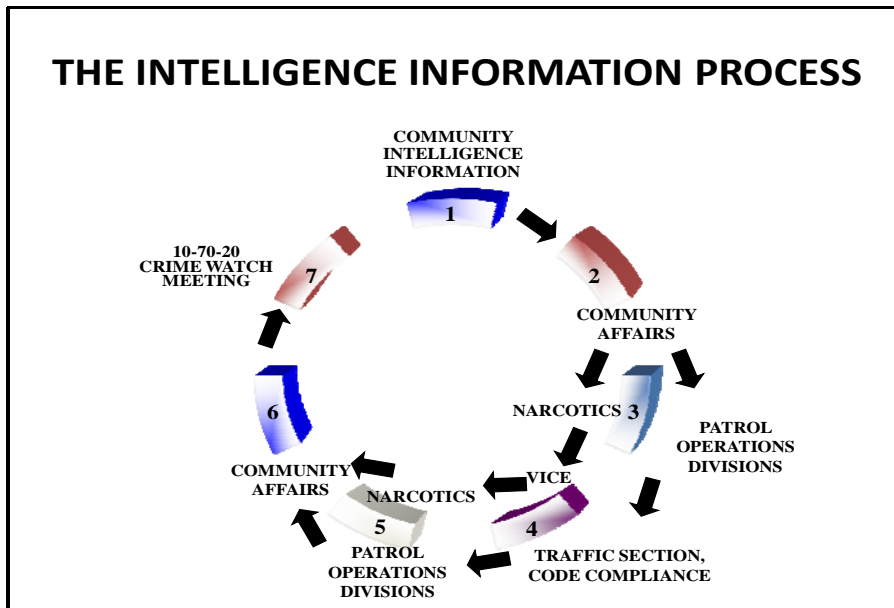 THE INTELLIGENCE INFORMATION PROCESS
COMMUNITY
INTELLIGENCE
INFORMATION
1
2
COMMUNITY
AFFAIRS
3
NARCOTICS
PATROL
OPERATIONS
DIVISIONS
VICE
4
TRAFFIC SECTION,
CODE COMPLIANCE
NARCOTICS
5
PATROL
OPERATIONS
DIVISIONS
6
COMMUNITY
AFFAIRS
7
10-70-20
CRIME WATCH
MEETING